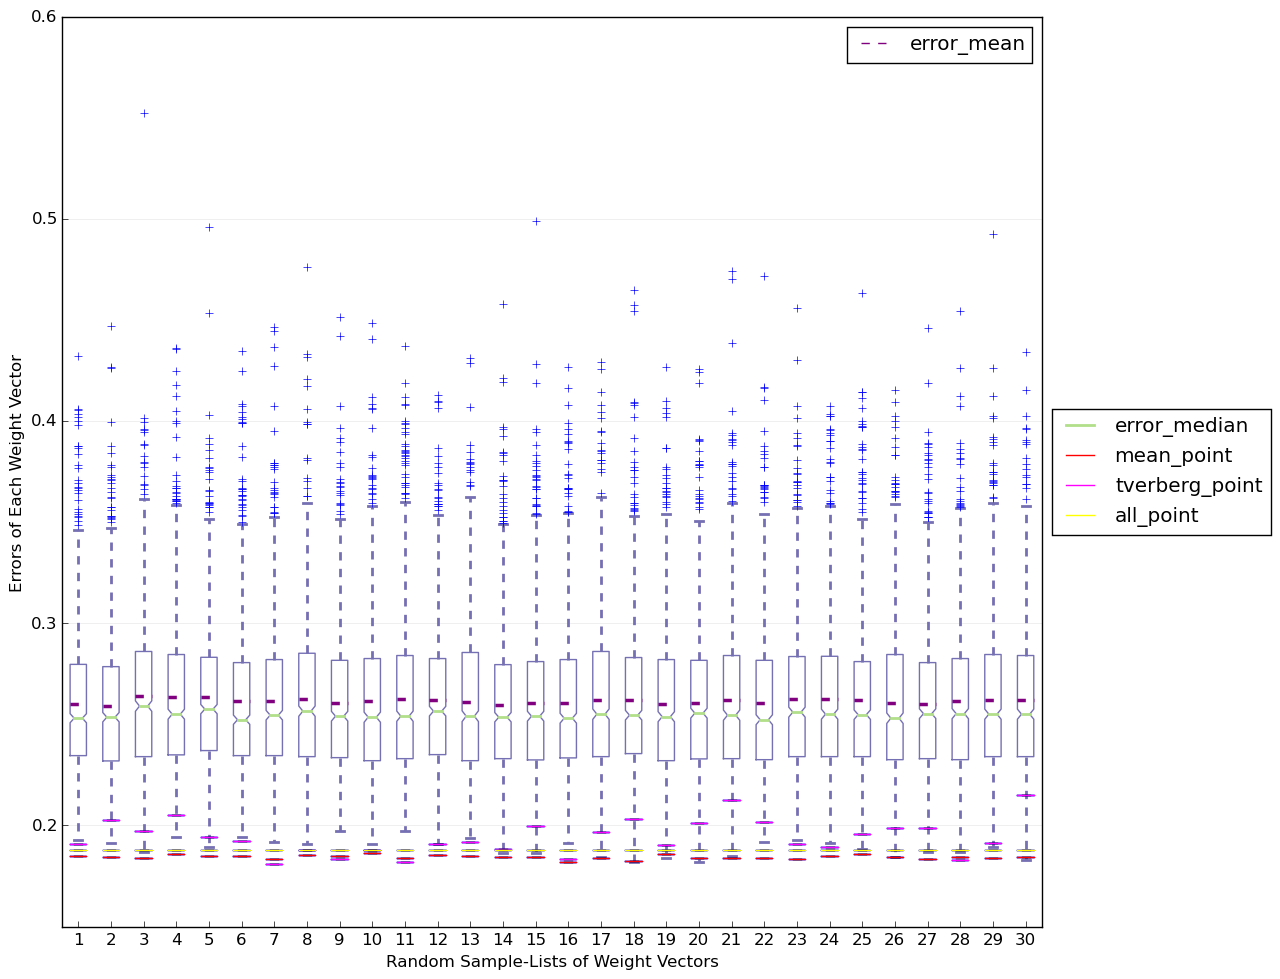 0.6
0.5
0.4
0.3
0.2
Errors of Each Weight Vector
error_mean
error_median
mean_point
tverberg_point
all_point
1 2 3 4 5 6 7 8 9 10 11 12 13 14 15 16 17 18 19 20 21 22 23 24 25 26 27 28 29 30
Random Sample-Lists of Weight Vectors